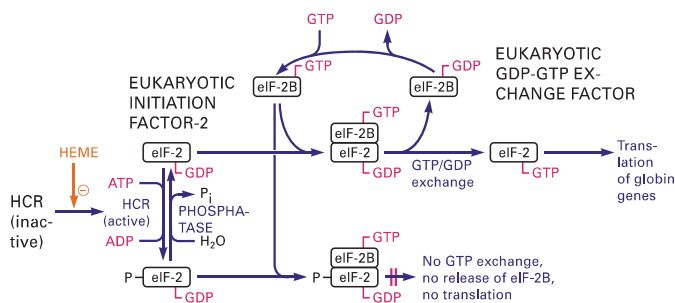 GTP
GDP
GTP
eIF-2B
GDP
eIF-2B
EUKARYOTIC
GDP-GTP EX-
CHANGE FACTOR
EUKARYOTIC
INITIATION
FACTOR-2
GTP
eIF-2B
eIF-2
GDP
eIF-2
GDP
GTP/GDP
exchange
eIF-2
GTP
Trans-
lation
of globin
genes
HEME
⊖
HCR
(inac-
tive)
ATP
ADP
HCR
(active)
Pi
PHOSPHA-
TASE
H2O
P
eIF-2
GDP
GTP
eIF-2B
P
eIF-2
GDP
No GTP exchange,
no release of eIF-2B,
no translation